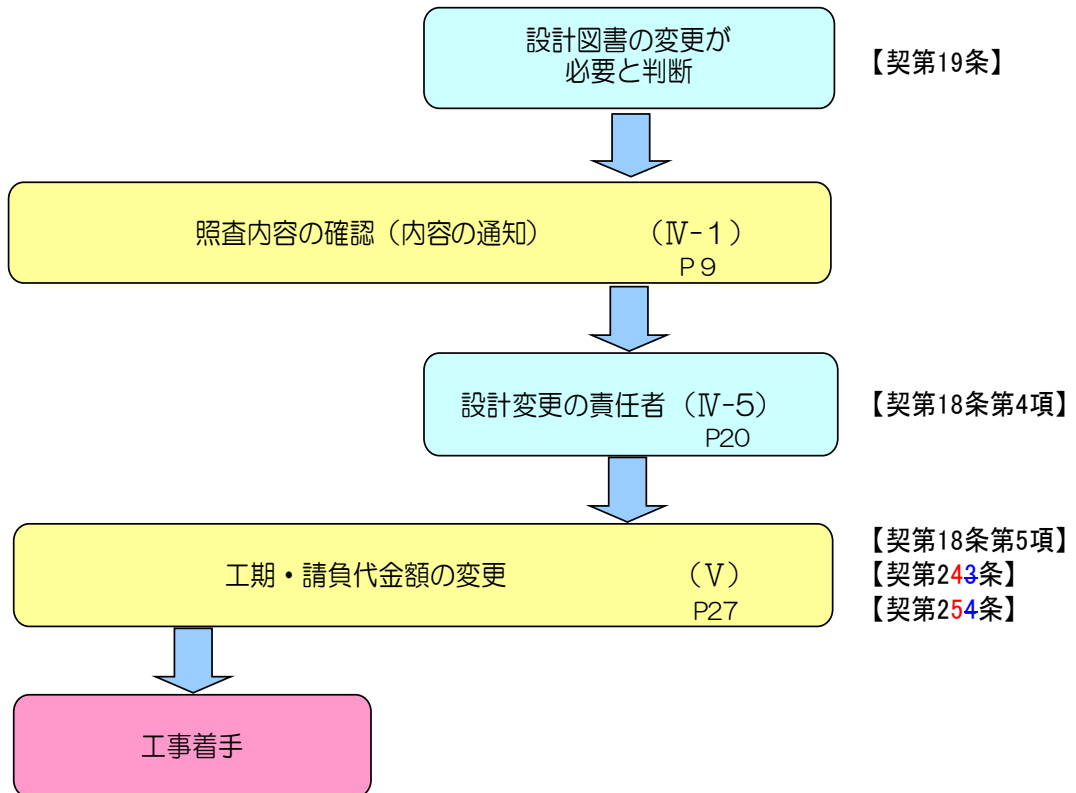 設計図書の変更が
必要と判断
【契第19条】
照査内容の確認（内容の通知） （Ⅳ-１）
Ｐ９
設計変更の責任者 （Ⅳ-5）
P20
【契第18条第4項】
工期・請負代金額の変更 （Ⅴ）
P27
【契第18条第5項】
【契第243条】
【契第254条】
工事着手